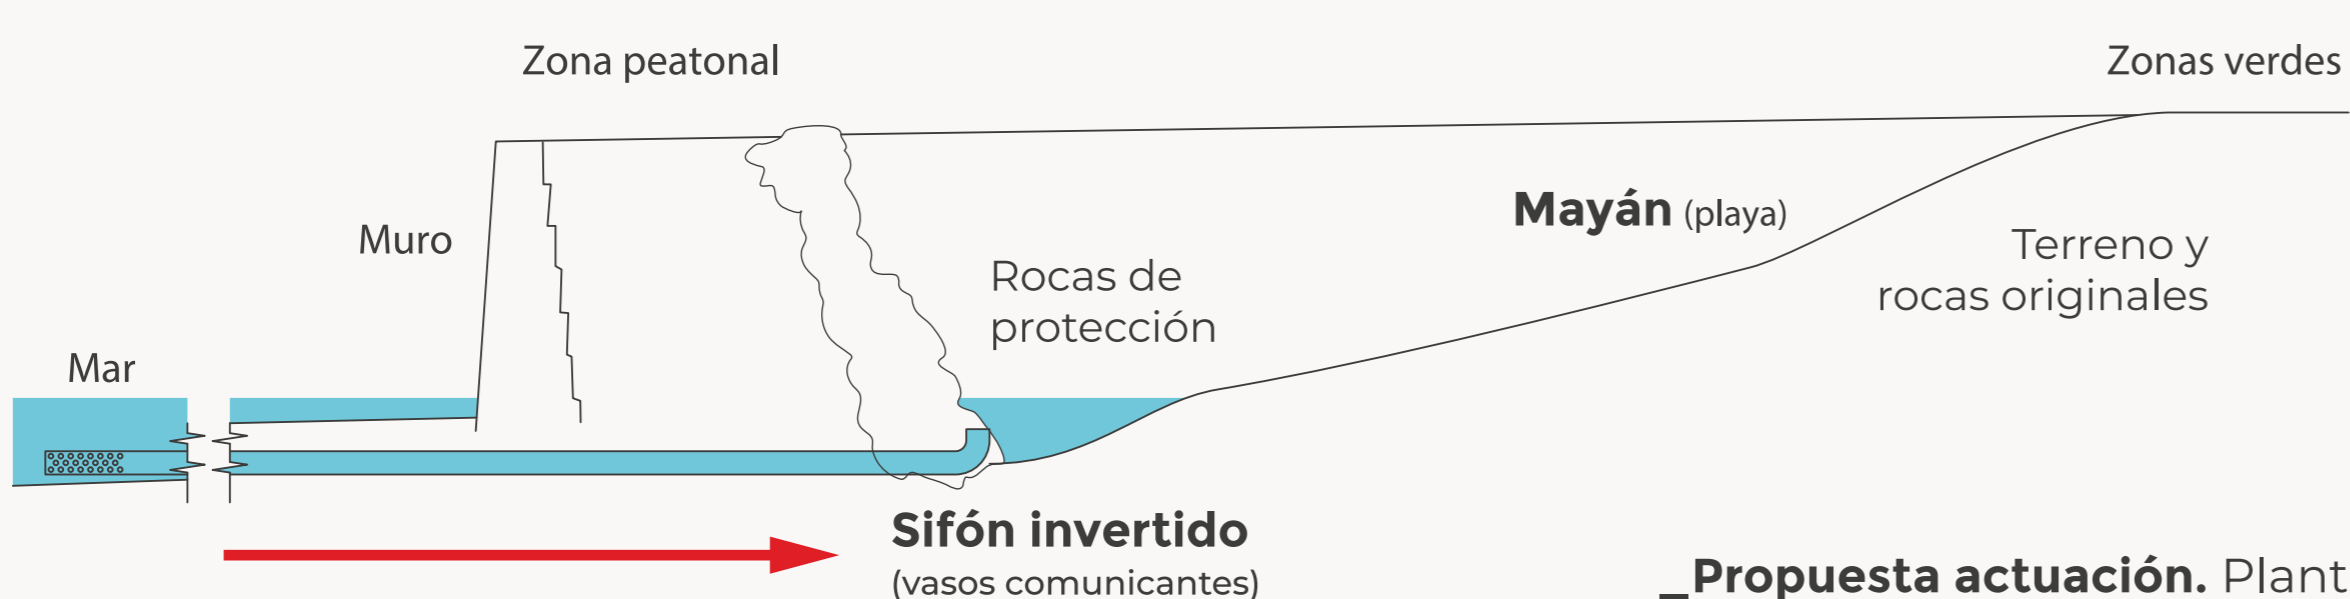 Zona peatonal
Zonas verdes
Muro
Mayán (playa)
Terreno y
rocas originales
Rocas de
protección
Mar
Sifón invertido
(vasos comunicantes)
_Propuesta actuación. Plant